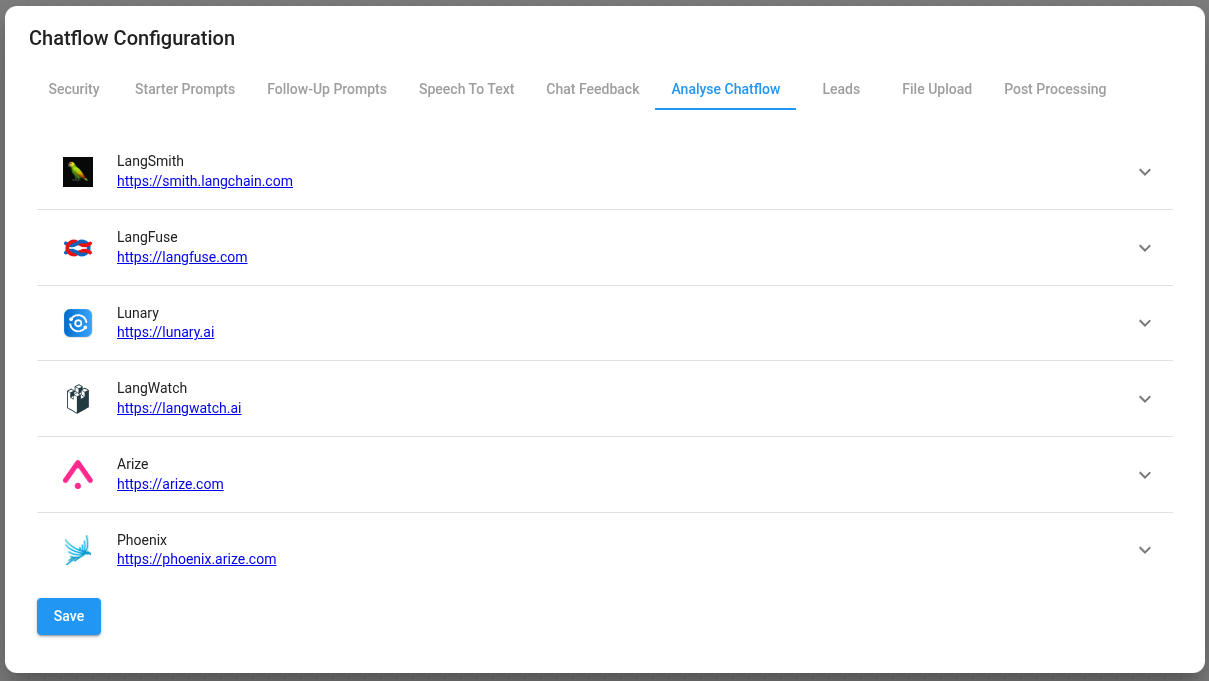 Chatflow Configuration
Security Starter Prompts Follow-Up Prompts Speech To Text Chat Feedback Analyse Chatflow Leads File Upload Post Processing
LangSmith
https://smith.langchain.com
LangFuse
https://langfuse.com
Lunary
https://lunary.ai
LangWatch
https://langwatch.ai
Arize
https://arize.com
Phoenix
https://phoenix.arize.com
Save